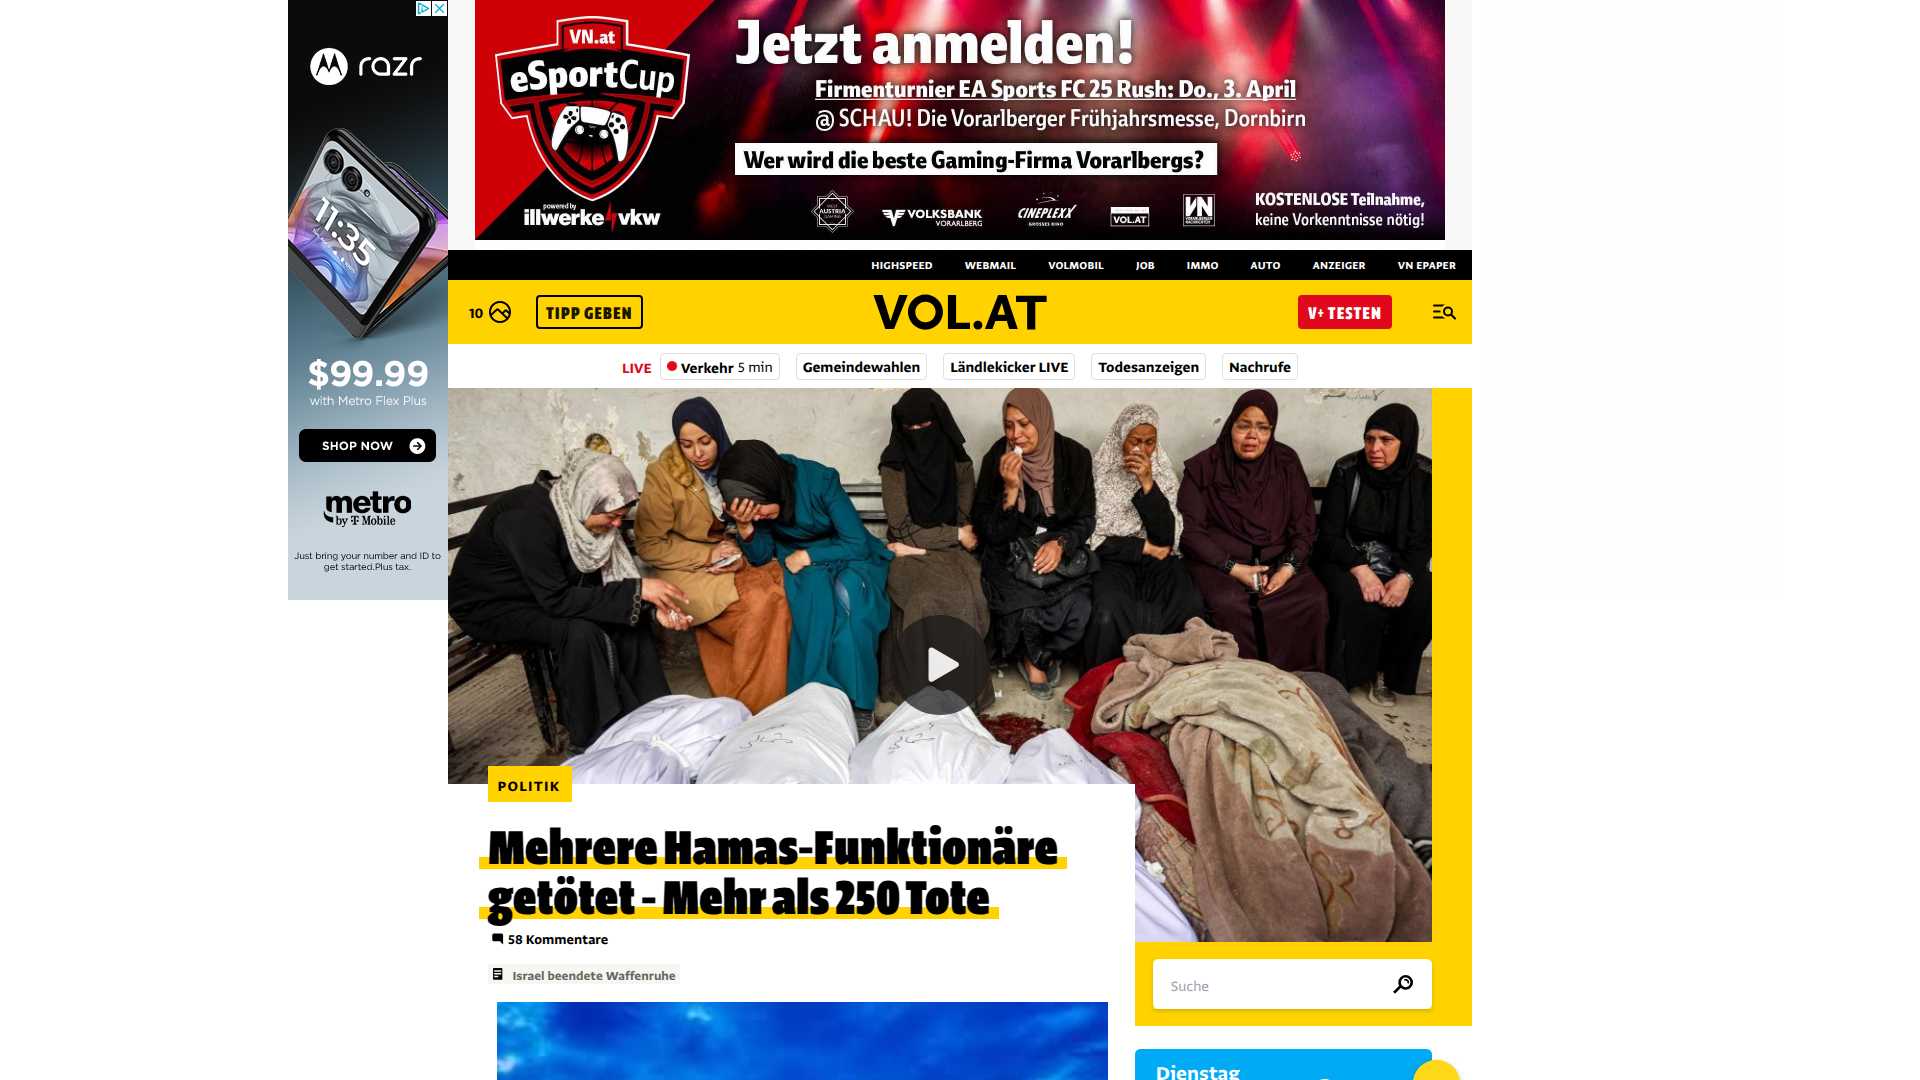 razr
11:35
$99.99
with Metro Flex Plus
SHOP NOW
metro
by T Mobile
Just bring your number and ID to
get started.Plus tax.
VN.at
eSportCup
powered by
illwerke vkw
Jetzt anmelden!
Firmenturnier EA Sports FC 25 Rush: Do., 3. April
@ SCHAU! Die Vorarlberger Frühjahrsmesse, Dornbirn
Wer wird die beste Gaming-Firma Vorarlbergs?
AUSTRIA
VOLKSBANK
VORARLBERG
CINEPLEXX
VOL.AT
VN
KOSTENLOSE Teilnahme,
keine Vorkenntnisse nötig!
HIGHSPEED WEBMAIL VOLMOBIL JOB IMMO AUTO ANZEIGER VN EPAPER
10
TIPP GEBEN
VOL.AT
V+ TESTEN
LIVE Verkehr 5 min Gemeindewahlen Ländlekicker LIVE Todesanzeigen Nachrufe
POLITIK
Mehrere Hamas-Funktionäre
getötet - Mehr als 250 Tote
58 Kommentare
Israel beendete Waffenruhe
Suche
Dienstag